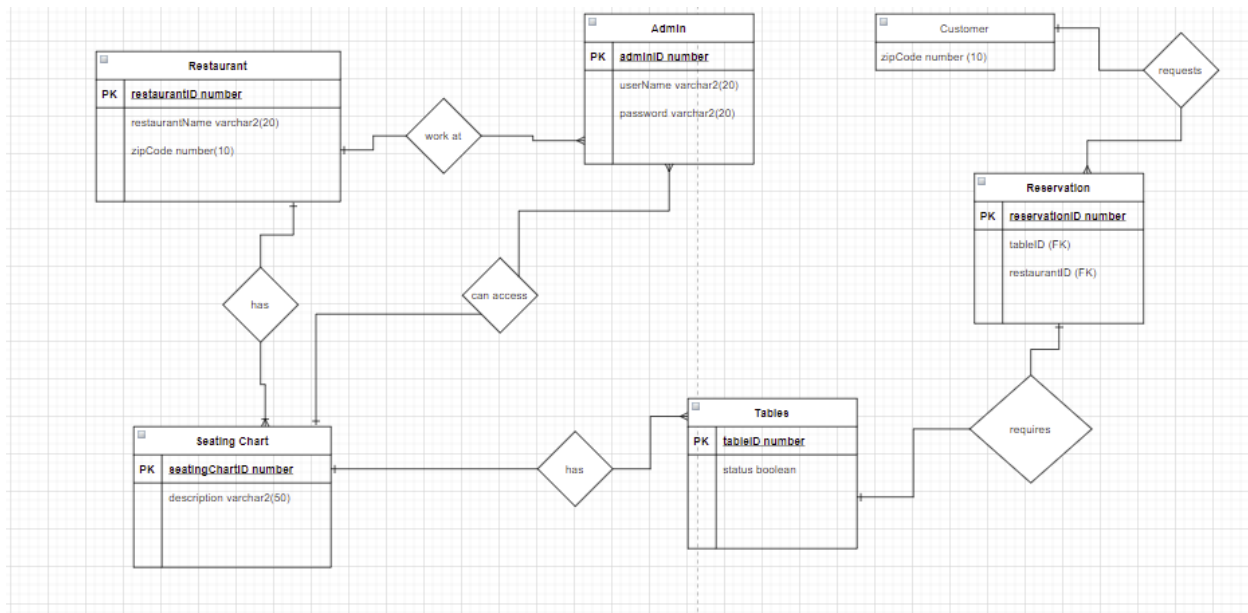 Restaurant
PK restaurantID number
restaurantName varchar2(20)
zipCode number(10)
work at
Admin
PK adminID number
userName varchar2(20)
password varchar2(20)
Customer
zipCode number (10)
requests
Reservation
PK reservationID number
tableID (FK)
restaurantID (FK)
has
can access
requires
Seating Chart
PK seatingChartID number
description varchar2(50)
has
Tables
PK tableID number
status boolean